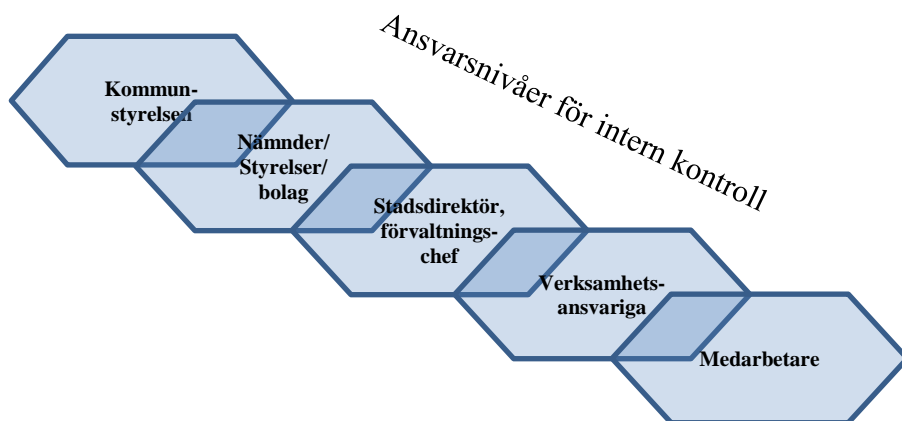 Ansvarsnivåer för intern kontroll
Kommun-
styrelsen
Nämnder/
Styrelser/
bolag
Stadsdirektör,
förvaltnings-
chef
Verksamhets-
ansvariga
Medarbetare